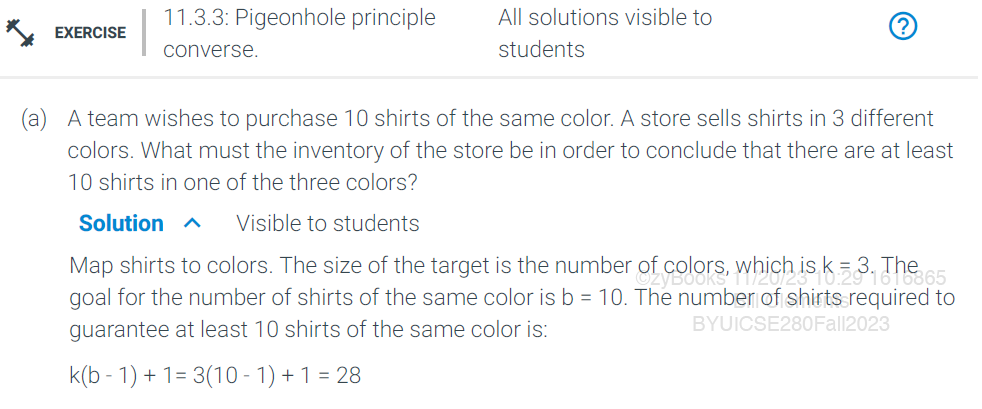 EXERCISE
11.3.3: Pigeonhole principle
converse.
All solutions visible to
students
?
(a) A team wishes to purchase 10 shirts of the same color. A store sells shirts in 3 different
colors. What must the inventory of the store be in order to conclude that there are at least
10 shirts in one of the three colors?
Solution Visible to students
Map shirts to colors. The size of the target is the number of colors, which is k = 3. The
©zyBooks 11/20/23 10:29 1616865
goal for the number of shirts of the same color is b = 10. The number of shirts required to
guarantee at least 10 shirts of the same color is:
BYUICSE280Fall2023
k(b - 1) + 1= 3(10 - 1) + 1 = 28